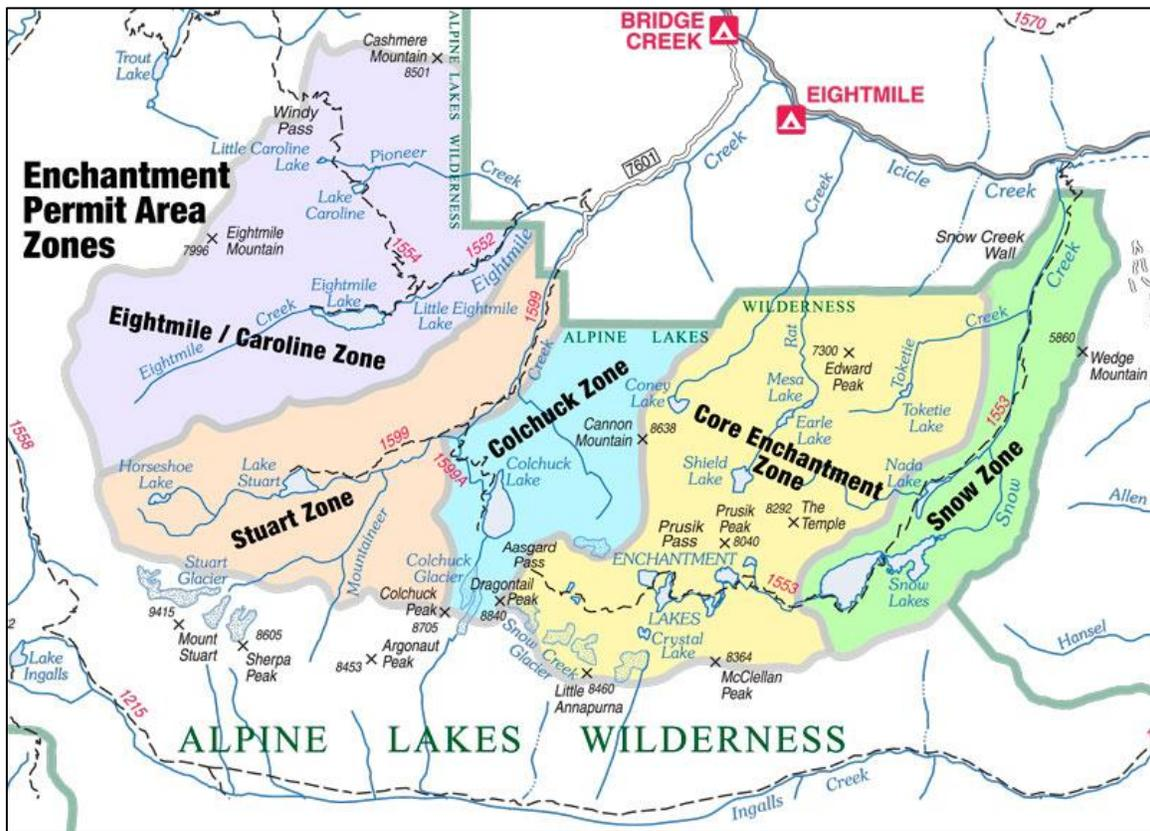 Enchantment
Permit Area
Zones
Trout
Lake
Cashmere
Mountain
8501
ALPINE LAKES WILDERNESS
BRIDGE
CREEK
1570
EIGHTMILE
Windy
Pass
Little Caroline
Lake
Pioneer
Creek
Lake
Caroline
7601
Creek
Creek
Icicle
Creek
7996
Eightmile
Mountain
1554
1552
Eightmile
Snow Creek
Wall
Creek
Eightmile
Lake
Creek
Eightmile
Little Eightmile
Lake
Eightmile / Caroline Zone
1599
Creek
ALPINE LAKES
WILDERNESS
Rat
7300
Edward
Peak
Creek
Toketie
5860
Wedge
Mountain
Colchuck Zone
Coney
Lake
Mesa
Lake
Earle
Lake
Toketie
Lake
Cannon
Mountain
8638
Core Enchantment
Zone
1553
1558
1599
1599A
Horseshoe
Lake
Lake
Stuart
Stuart Zone
Colchuck
Lake
Shield
Lake
Nada
Lake
Snow Zone
Snow
Allen
Mountaineer
Prusik
Peak
8040
8292
The
Temple
Prusik
Pass
Aasgard
Pass
ENCHANTMENT
LAKES
1553
Snow
Lakes
Stuart
Glacier
Colchuck
Glacier
Dragontail
Peak
8840
Colchuck
Peak
8705
9415
Mount
Stuart
8605
Sherpa
Peak
8453
Argonaut
Peak
Snow
Creek
Glacier
Crystal
Lake
Little
Annapurna
8460
8364
McClellan
Peak
Hansel
2
Lake
Ingalls
1215
ALPINE LAKES WILDERNESS
Ingalls
Creek